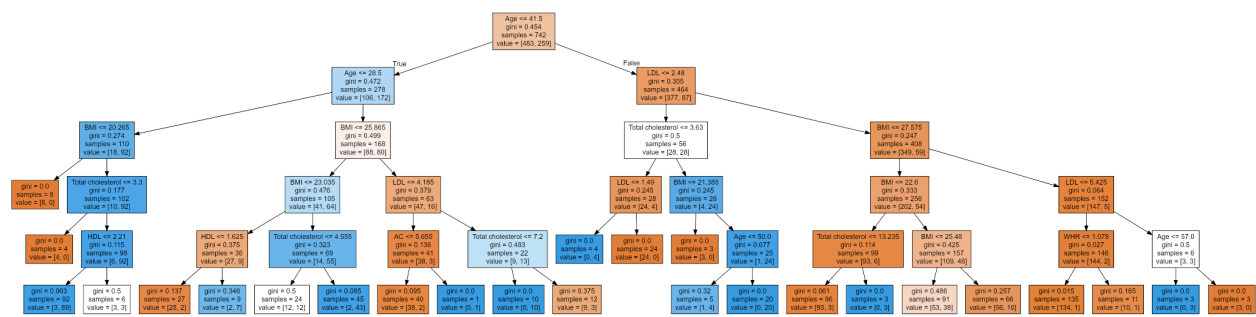 Age <= 41.5
gini = 0.454
samples = 742
value = [483, 259]
True
False
Age <= 28.5
gini = 0.472
samples = 278
value = [106, 172]
LDL <= 2.48
gini = 0.305
samples = 464
value = [377, 87]
BMI <= 20.265
gini = 0.274
samples = 110
value = [18, 92]
BMI <= 25.865
gini = 0.499
samples = 168
value = [88, 80]
Total cholesterol <= 3.63
gini = 0.5
samples = 56
value = [28, 28]
BMI <= 27.575
gini = 0.247
samples = 408
value = [349, 59]
gini = 0.0
samples = 8
value = [8, 0]
Total cholesterol <= 3.3
gini = 0.177
samples = 102
value = [10, 92]
BMI <= 23.035
gini = 0.476
samples = 105
value = [41, 64]
LDL <= 4.185
gini = 0.379
samples = 63
value = [47, 16]
LDL <= 1.49
gini = 0.245
samples = 28
value = [24, 4]
BMI <= 21.385
gini = 0.245
samples = 28
value = [4, 24]
BMI <= 22.6
gini = 0.333
samples = 256
value = [202, 54]
LDL <= 5.425
gini = 0.064
samples = 152
value = [147, 5]
gini = 0.0
samples = 4
value = [4, 0]
HDL <= 2.21
gini = 0.115
samples = 98
value = [6, 92]
HDL <= 1.625
gini = 0.375
samples = 36
value = [27, 9]
Total cholesterol <= 4.555
gini = 0.323
samples = 69
value = [14, 55]
AC <= 5.655
gini = 0.136
samples = 41
value = [38, 3]
Total cholesterol <= 7.2
gini = 0.483
samples = 22
value = [9, 13]
gini = 0.0
samples = 4
value = [0, 4]
gini = 0.0
samples = 24
value = [24, 0]
gini = 0.0
samples = 3
value = [3, 0]
Age <= 50.0
gini = 0.077
samples = 25
value = [1, 24]
Total cholesterol <= 13.235
gini = 0.114
samples = 99
value = [93, 6]
BMI <= 25.48
gini = 0.425
samples = 157
value = [109, 48]
WHR <= 1.078
gini = 0.027
samples = 146
value = [144, 2]
Age <= 57.0
gini = 0.5
samples = 6
value = [3, 3]
gini = 0.063
samples = 92
value = [3, 89]
gini = 0.5
samples = 6
value = [3, 3]
gini = 0.137
samples = 27
value = [25, 2]
gini = 0.346
samples = 9
value = [2, 7]
gini = 0.5
samples = 24
value = [12, 12]
gini = 0.085
samples = 45
value = [2, 43]
gini = 0.095
samples = 40
value = [38, 2]
gini = 0.0
samples = 1
value = [0, 1]
gini = 0.0
samples = 10
value = [0, 10]
gini = 0.375
samples = 12
value = [9, 3]
gini = 0.32
samples = 5
value = [1, 4]
gini = 0.0
samples = 20
value = [0, 20]
gini = 0.061
samples = 96
value = [93, 3]
gini = 0.0
samples = 3
value = [0, 3]
gini = 0.486
samples = 91
value = [53, 38]
gini = 0.257
samples = 66
value = [56, 10]
gini = 0.015
samples = 135
value = [134, 1]
gini = 0.165
samples = 11
value = [10, 1]
gini = 0.0
samples = 3
value = [0, 3]
gini = 0.0
samples = 3
value = [3, 0]